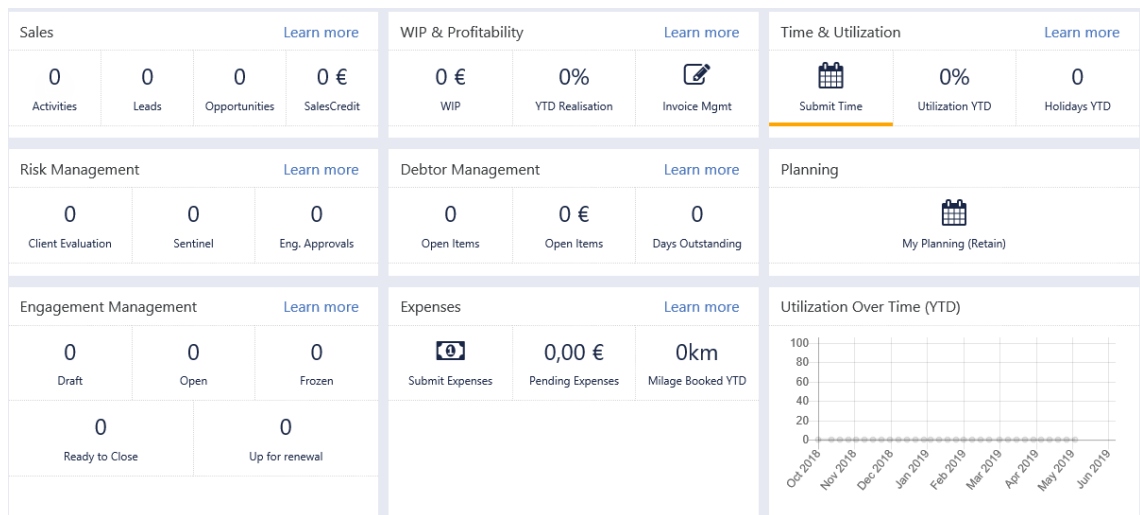 Sales Learn more
0 0 0 0 €
Activities Leads Opportunities SalesCredit
WIP & Profitability Learn more
0 € 0%
WIP YTD Realisation Invoice Mgmt
Time & Utilization Learn more
0% 0
Submit Time Utilization YTD Holidays YTD
Risk Management Learn more
0 0 0
Client Evaluation Sentinel Eng. Approvals
Debtor Management Learn more
0 0 € 0
Open Items Open Items Days Outstanding
Planning
My Planning (Retain)
Engagement Management Learn more
0 0 0
Draft Open Frozen
0 0
Ready to Close Up for renewal
Expenses Learn more
0,00 € 0km
Submit Expenses Pending Expenses Milage Booked YTD
Utilization Over Time (YTD)
100
80
60
40
20
0
Oct 2018 Nov 2018 Dec 2018 Jan 2019 Feb 2019 Mar 2019 Apr 2019 May 2019 Jun 2019